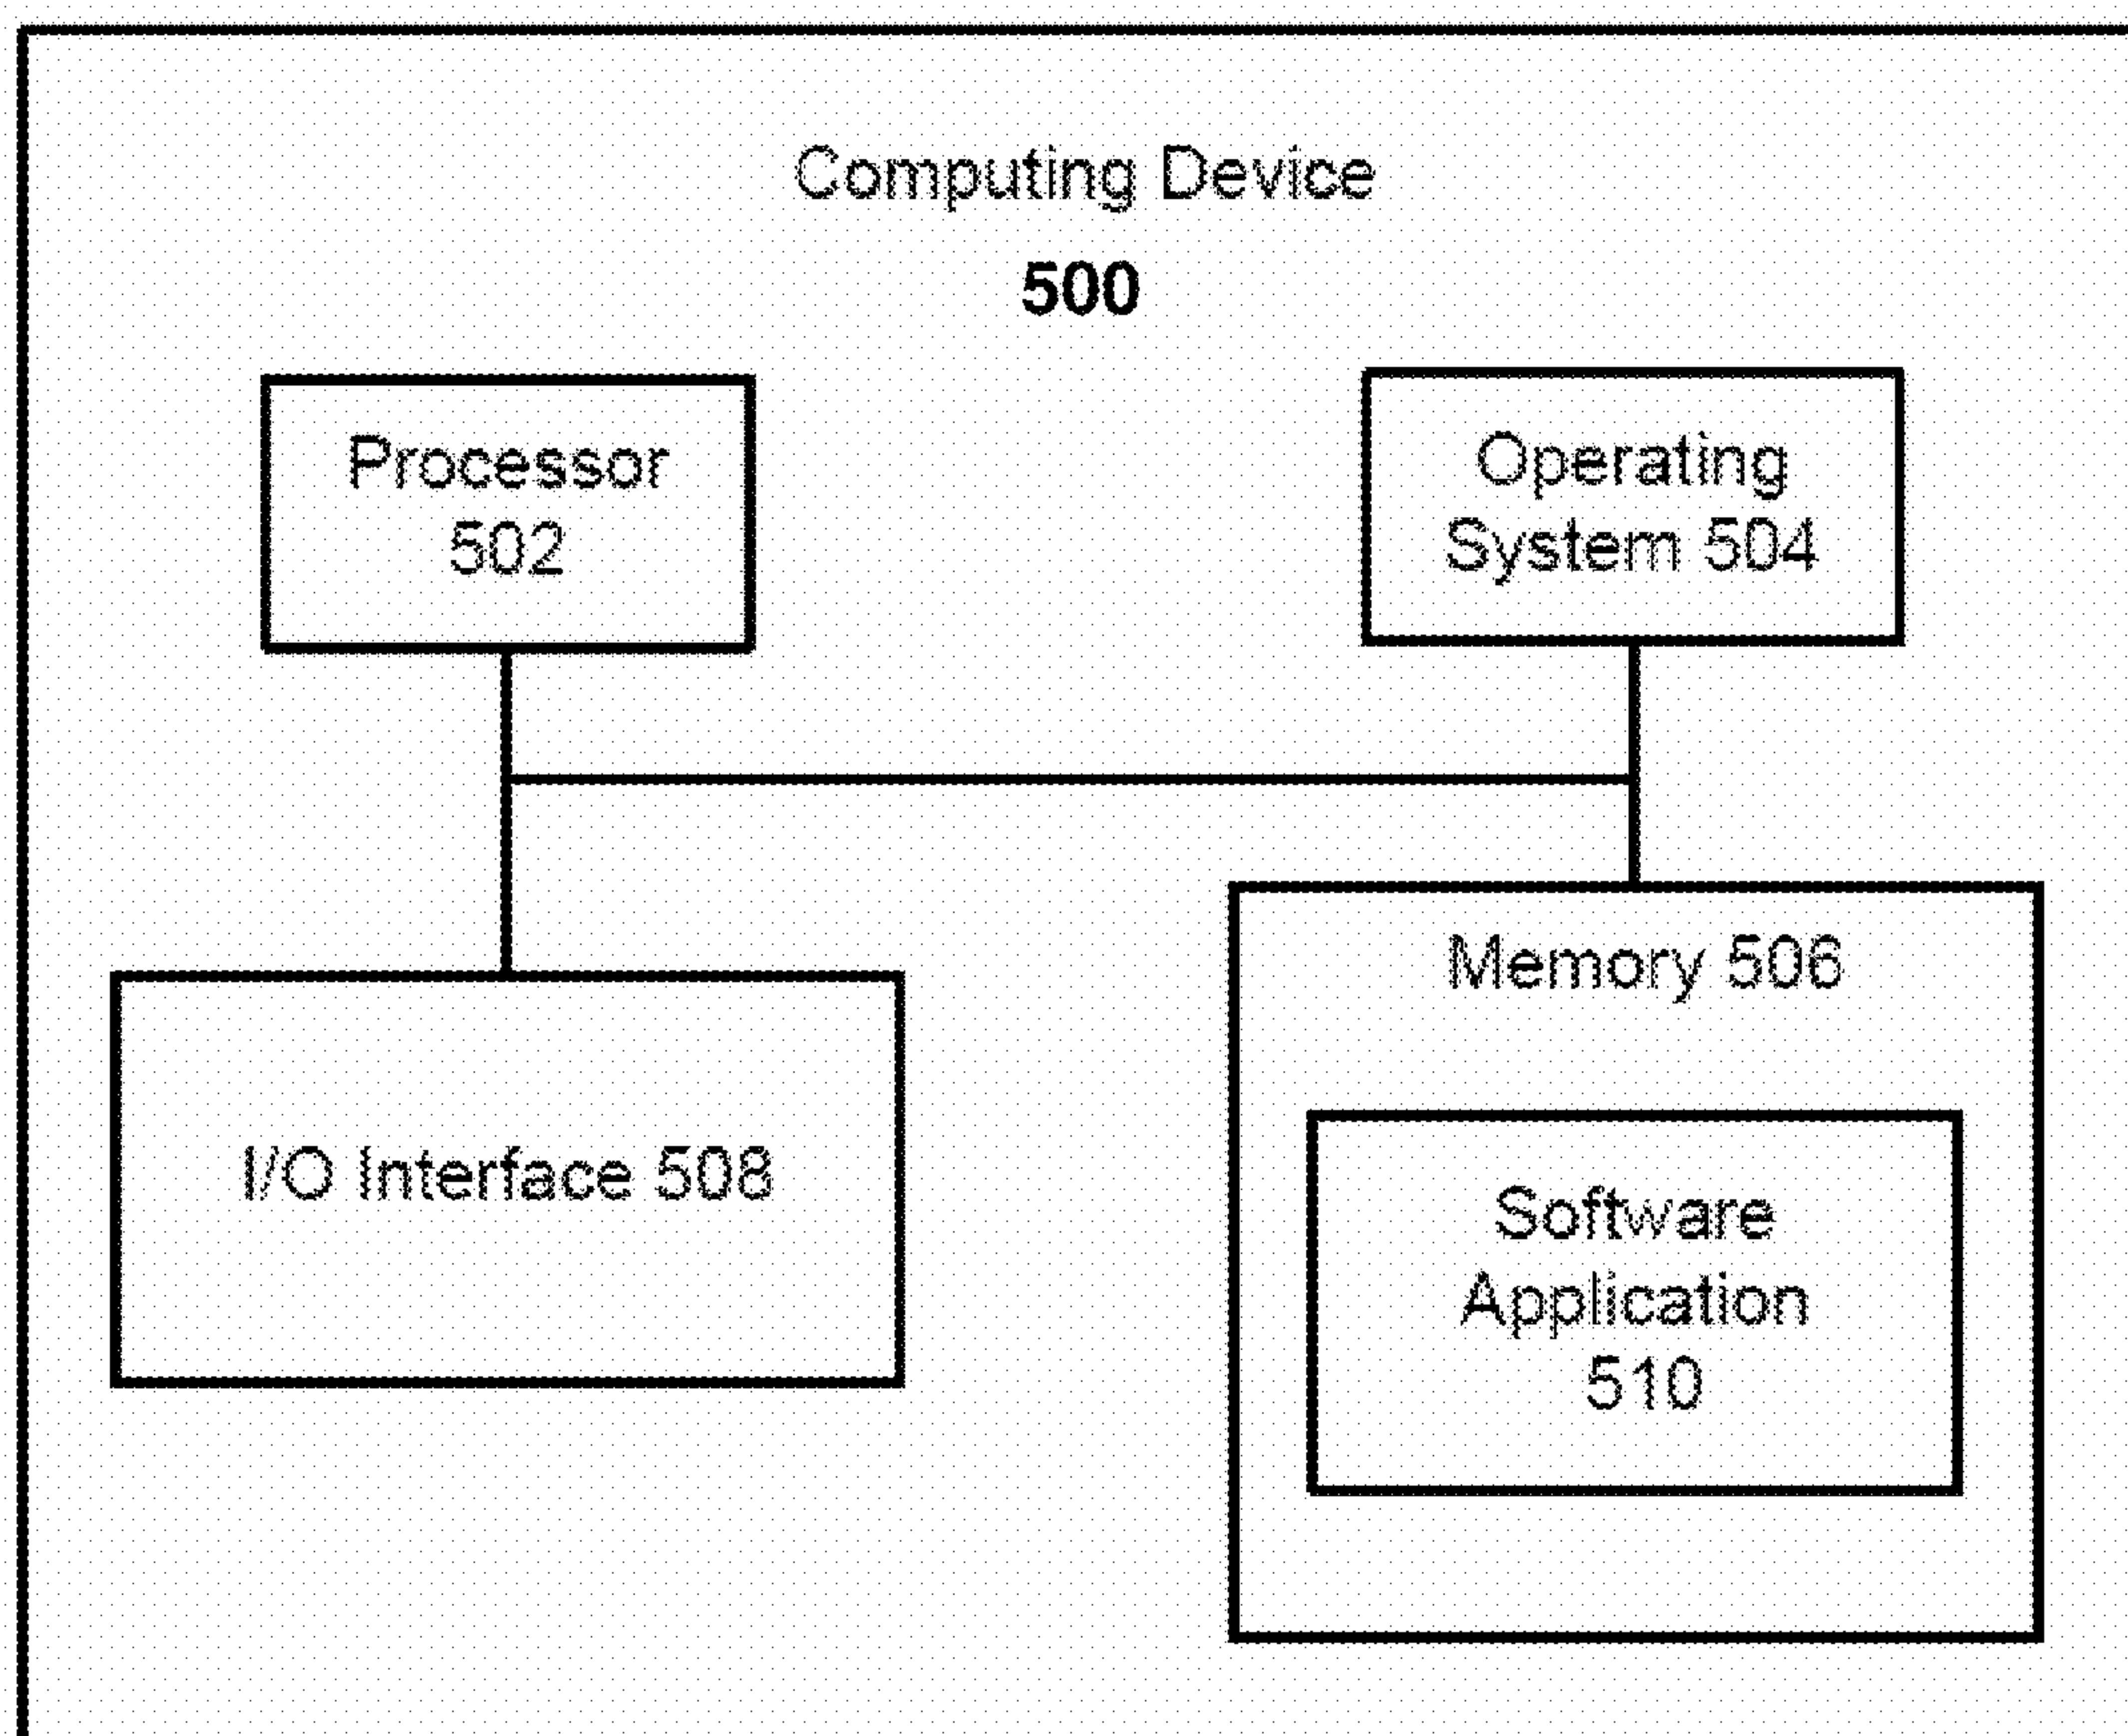 Computing Device
500
Processor
502
Operating
System 504
I/O Interface 508
Memory 506
Software
Application
510